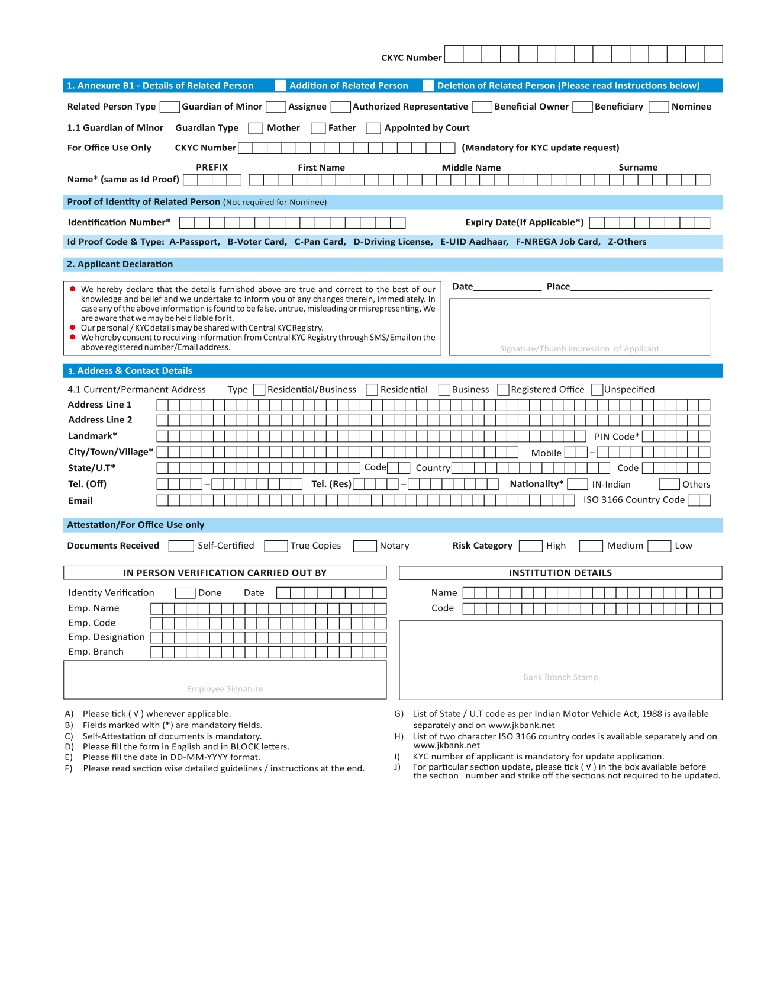 CKYC Number
1. Annexure B1 - Details of Related Person Addition of Related Person Deletion of Related Person (Please read Instructions below)
Related Person Type Guardian of Minor Assignee Authorized Representative Beneficial Owner Beneficiary Nominee
1.1 Guardian of Minor Guardian Type Mother Father Appointed by Court
For Office Use Only CKYC Number (Mandatory for KYC update request)
PREFIX First Name Middle Name Surname
Name* (same as Id Proof)
Proof of Identity of Related Person (Not required for Nominee)
Identification Number* Expiry Date(If Applicable*)
Id Proof Code & Type: A-Passport, B-Voter Card, C-Pan Card, D-Driving License, E-UID Aadhaar, F-NREGA Job Card, Z-Others
2. Applicant Declaration
● We hereby declare that the details furnished above are true and correct to the best of our
knowledge and belief and we undertake to inform you of any changes therein, immediately. In
case any of the above information is found to be false, untrue, misleading or misrepresenting, We
are aware that we may be held liable for it.
● Our personal / KYC details may be shared with Central KYC Registry.
● We hereby consent to receiving information from Central KYC Registry through SMS/Email on the
above registered number/Email address.
Date_____________ Place___________________________
Signature/Thumb impression of Applicant
3. Address & Contact Details
4.1 Current/Permanent Address Type Residential/Business Residential Business Registered Office Unspecified
Address Line 1
Address Line 2
Landmark* PIN Code*
City/Town/Village* Mobile –
State/U.T* Code Country Code
Tel. (Off) – Tel. (Res) – Nationality* IN-Indian Others
Email ISO 3166 Country Code
Attestation/For Office Use only
Documents Received Self-Certified True Copies Notary Risk Category High Medium Low
IN PERSON VERIFICATION CARRIED OUT BY
Identity Verification Done Date
Emp. Name
Emp. Code
Emp. Designation
Emp. Branch
Employee Signature
INSTITUTION DETAILS
Name
Code
Bank Branch Stamp
A) Please tick ( √ ) wherever applicable.
B) Fields marked with (*) are mandatory fields.
C) Self-Attestation of documents is mandatory.
D) Please fill the form in English and in BLOCK letters.
E) Please fill the date in DD-MM-YYYY format.
F) Please read section wise detailed guidelines / instructions at the end.
G) List of State / U.T code as per Indian Motor Vehicle Act, 1988 is available
separately and on www.jkbank.net
H) List of two character ISO 3166 country codes is available separately and on
www.jkbank.net
I) KYC number of applicant is mandatory for update application.
J) For particular section update, please tick ( √ ) in the box available before
the section number and strike off the sections not required to be updated.